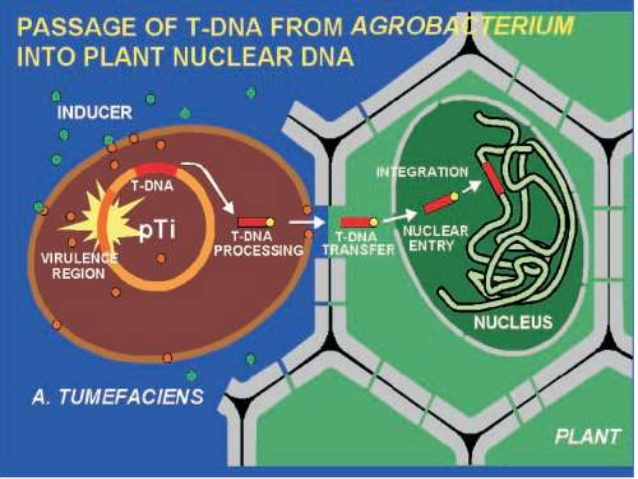 PASSAGE OF T-DNA FROM AGROBACTERIUM
INTO PLANT NUCLEAR DNA
INDUCER
T-DNA
pTi
VIRULENCE
REGION
T-DNA
PROCESSING
T-DNA
TRANSFER
INTEGRATION
NUCLEAR
ENTRY
NUCLEUS
A. TUMEFACIENS
PLANT